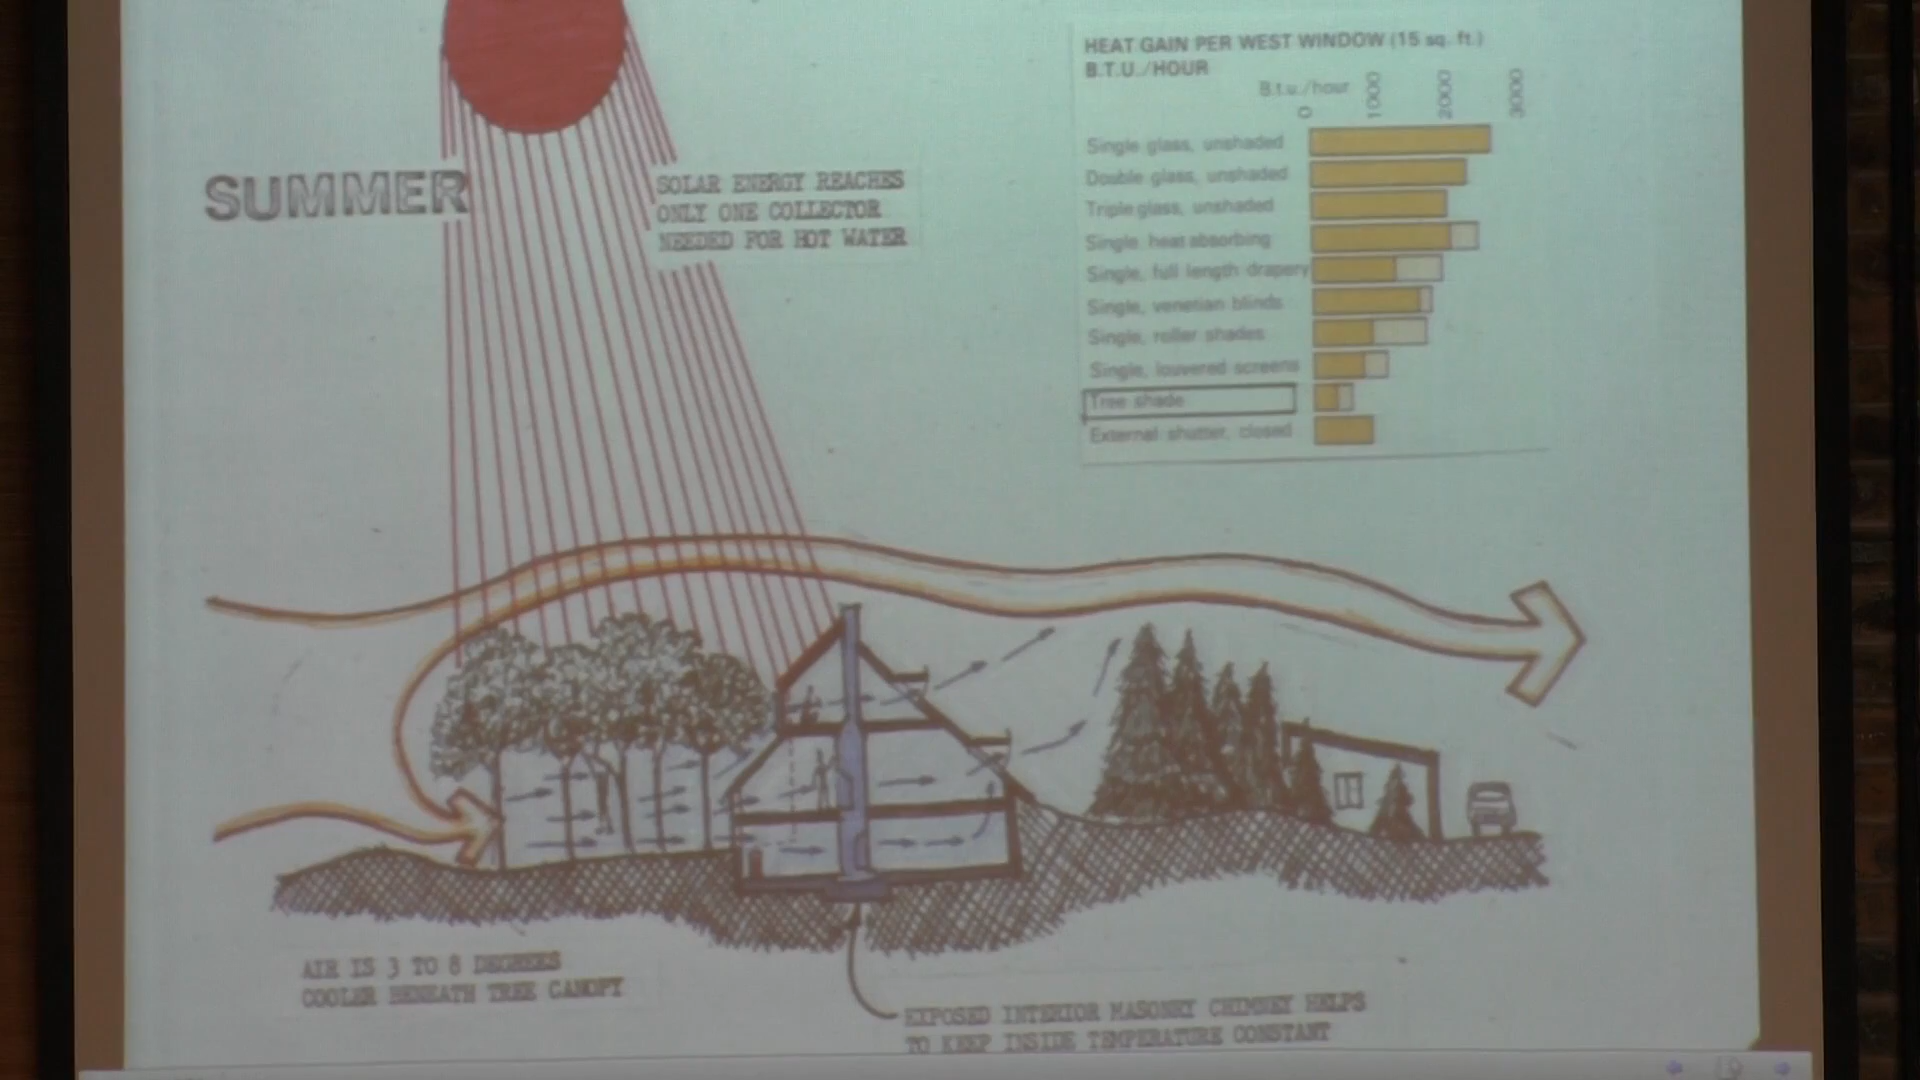 SUMMER
SOLAR ENERGY REACHES
ONLY ONE COLLECTOR
NEEDED FOR HOT WATER
HEAT GAIN PER WEST WINDOW (15 sq. ft.)
B.T.U./HOUR
B.t.u./hour
0 1000 2000 3000
Single glass, unshaded
Double glass, unshaded
Triple glass, unshaded
Single heat absorbing
Single, full length drapery
Single, venetian blinds
Single, roller shades
Single, louvered screens
Tree shade
External shutter, closed
AIR IS 3 TO 8 DEGREES
COOLER BENEATH TREE CANOPY
EXPOSED INTERIOR MASONRY CHIMNEY HELPS
TO KEEP INSIDE TEMPERATURE CONSTANT